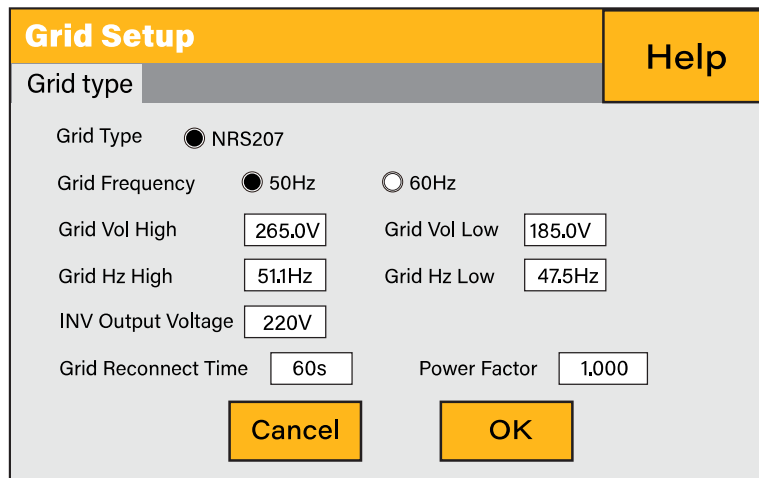 Grid Setup
Help
Grid type
Grid Type NRS207
Grid Frequency 50Hz 60Hz
Grid Vol High 265.0V Grid Vol Low 185.0V
Grid Hz High 51.1Hz Grid Hz Low 47.5Hz
INV Output Voltage 220V
Grid Reconnect Time 60s Power Factor 1.000
Cancel OK